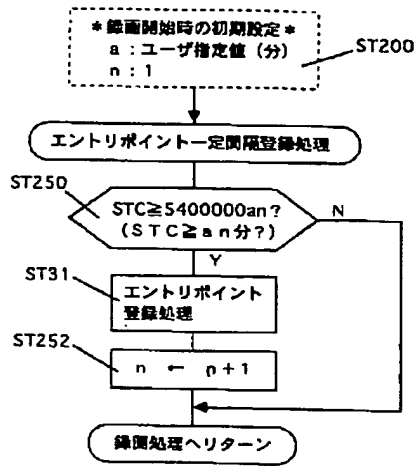 *録画開始時の初期設定*
a:ユーザ指定値(分)
n:1
ST200
エントリポイント一定間隔登録処理
ST250
STC≧5400000an?
(STC≧an分?)
N
Y
ST31
エントリポイント
登録処理
ST252
n ← n+1
録画処理へリターン